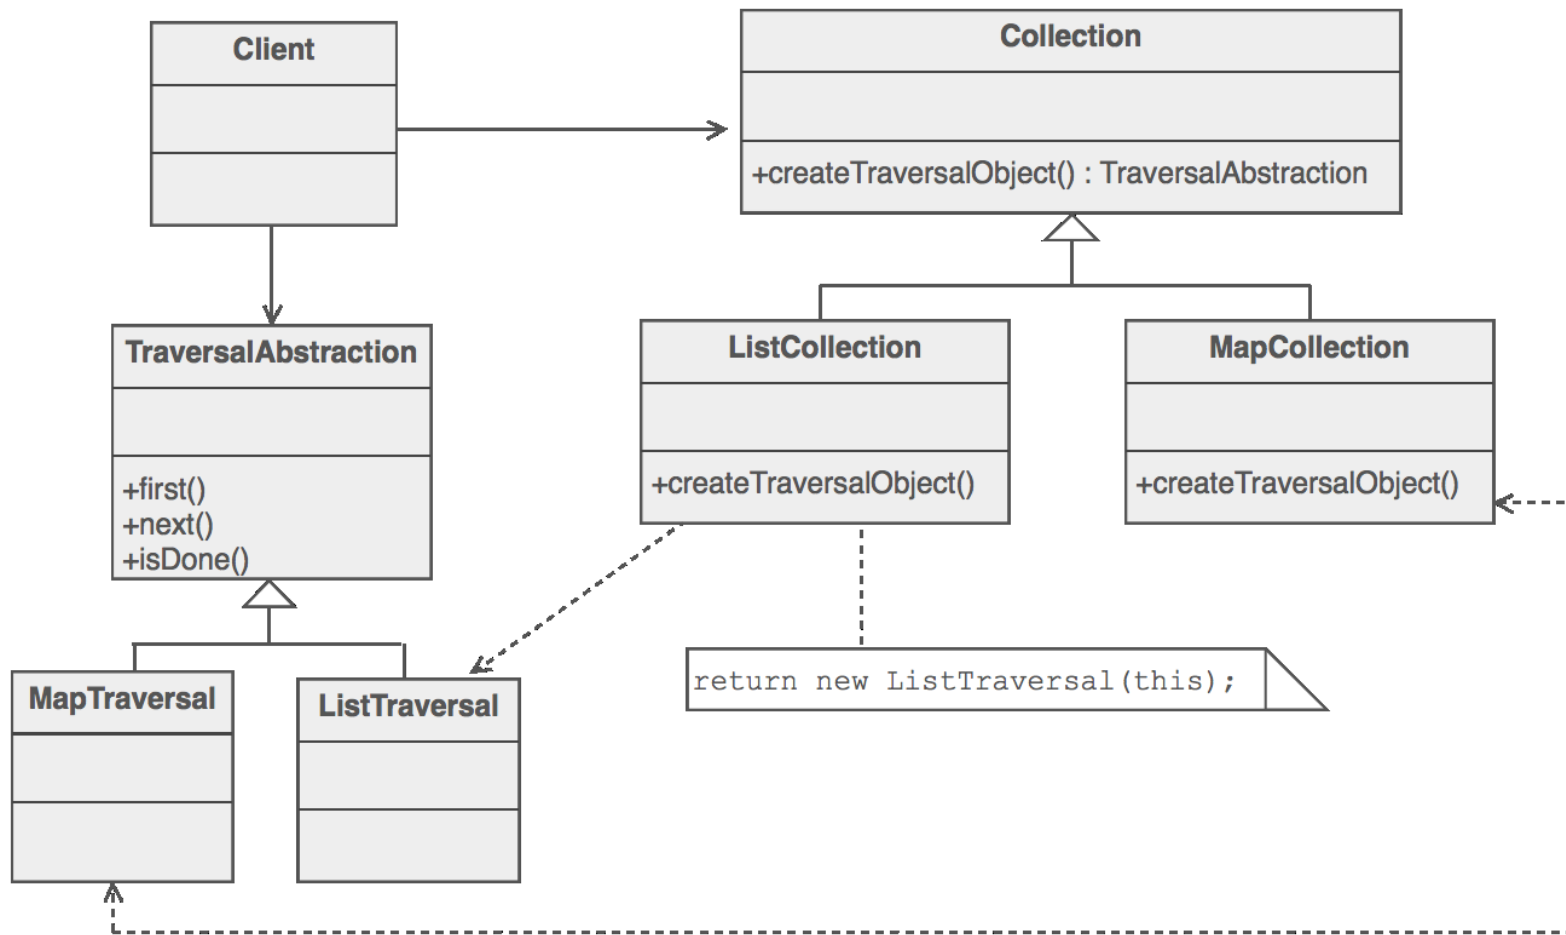 Client
Collection
+createTraversalObject() : TraversalAbstraction
TraversalAbstraction
+first()
+next()
+isDone()
ListCollection
+createTraversalObject()
MapCollection
+createTraversalObject()
MapTraversal
ListTraversal
return new ListTraversal(this);